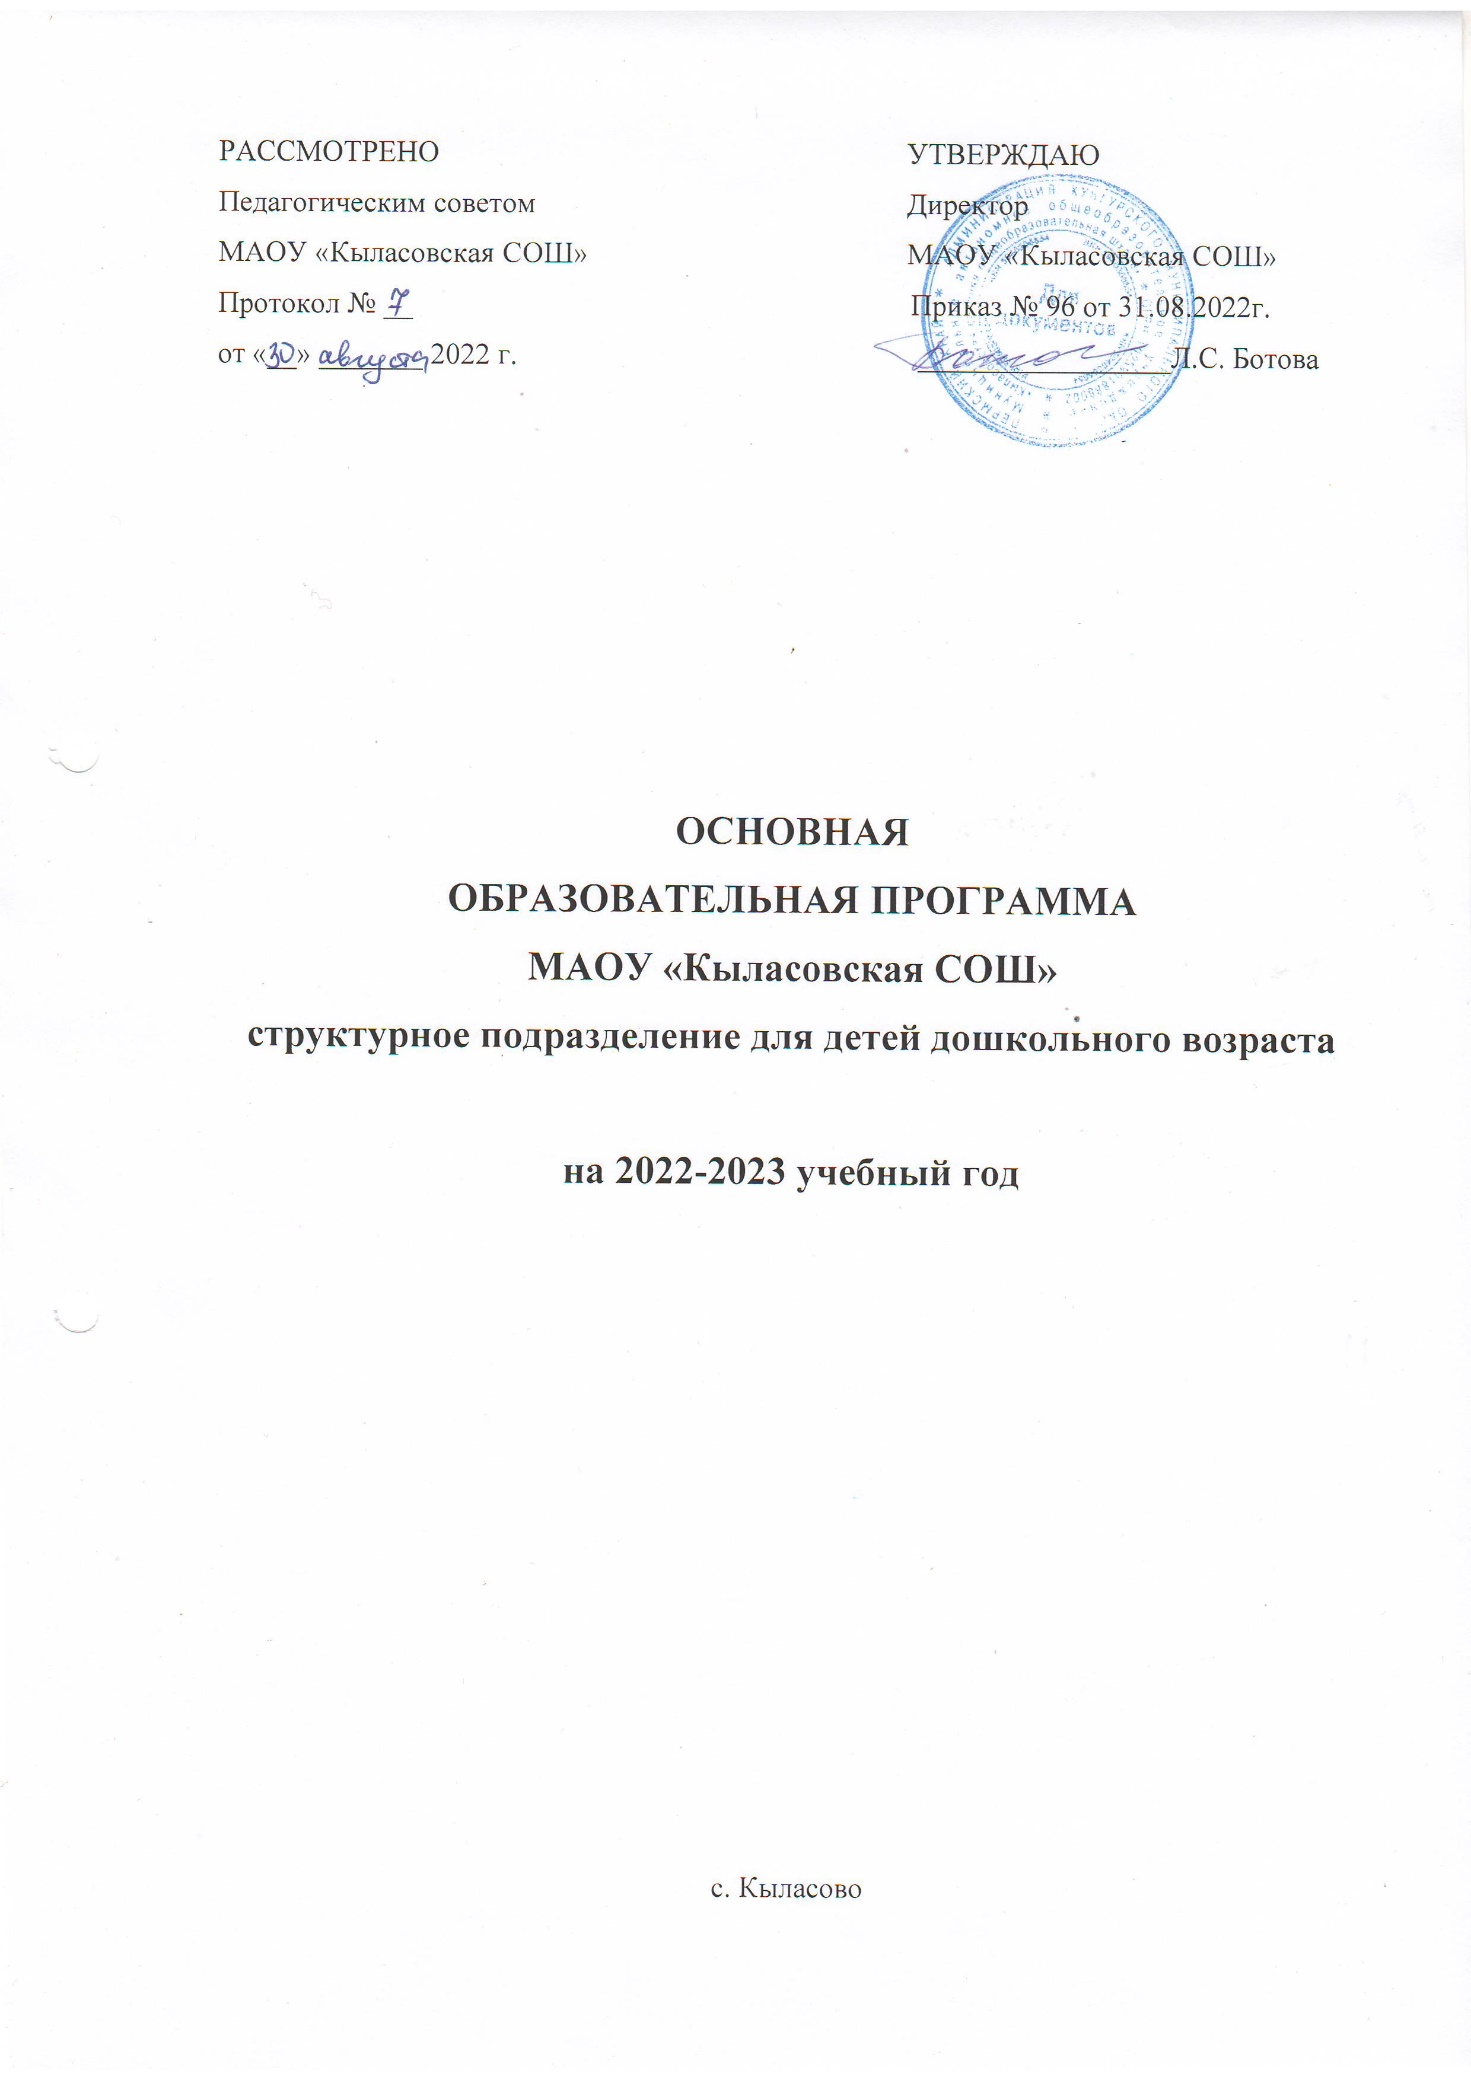 РАССМОТРЕНО
Педагогическим советом
МАОУ «Кыласовская СОШ»
Протокол № 7
от «30» августа 2022 г.
УТВЕРЖДАЮ
Директор
МАОУ «Кыласовская СОШ»
Приказ № 96 от 31.08.2022г.
Л.С. Ботова
Для
документов
ОСНОВНАЯ
ОБРАЗОВАТЕЛЬНАЯ ПРОГРАММА
МАОУ «Кыласовская СОШ»
структурное подразделение для детей дошкольного возраста
на 2022-2023 учебный год
с. Кыласово